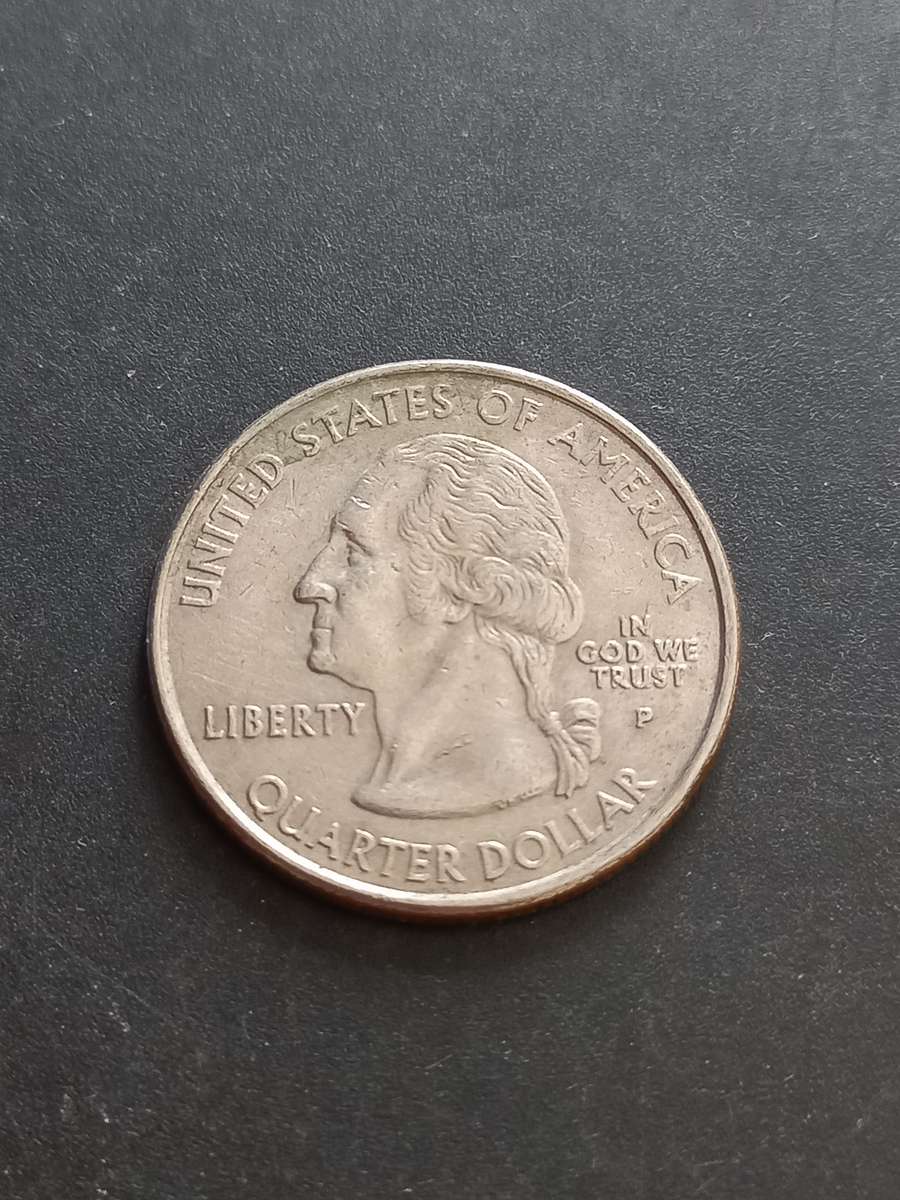 UNITED STATES OF AMERICA
LIBERTY
IN
GOD WE
TRUST
P
QUARTER DOLLAR